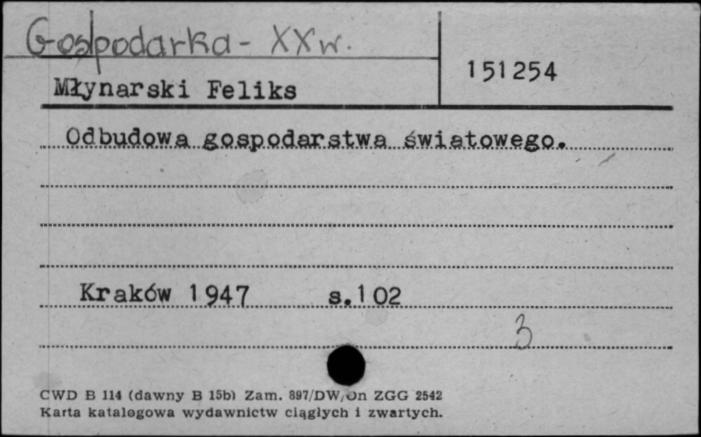 Gospodarka - XX w.
151254
Młynarski Feliks
Odbudowa gospodarstwa światowego.
Kraków 1947 s.102
3
CWD B 114 (dawny B 15b) Zam. 897/DW/On ZGG 2542
Karta katalogowa wydawnictw ciągłych i zwartych.